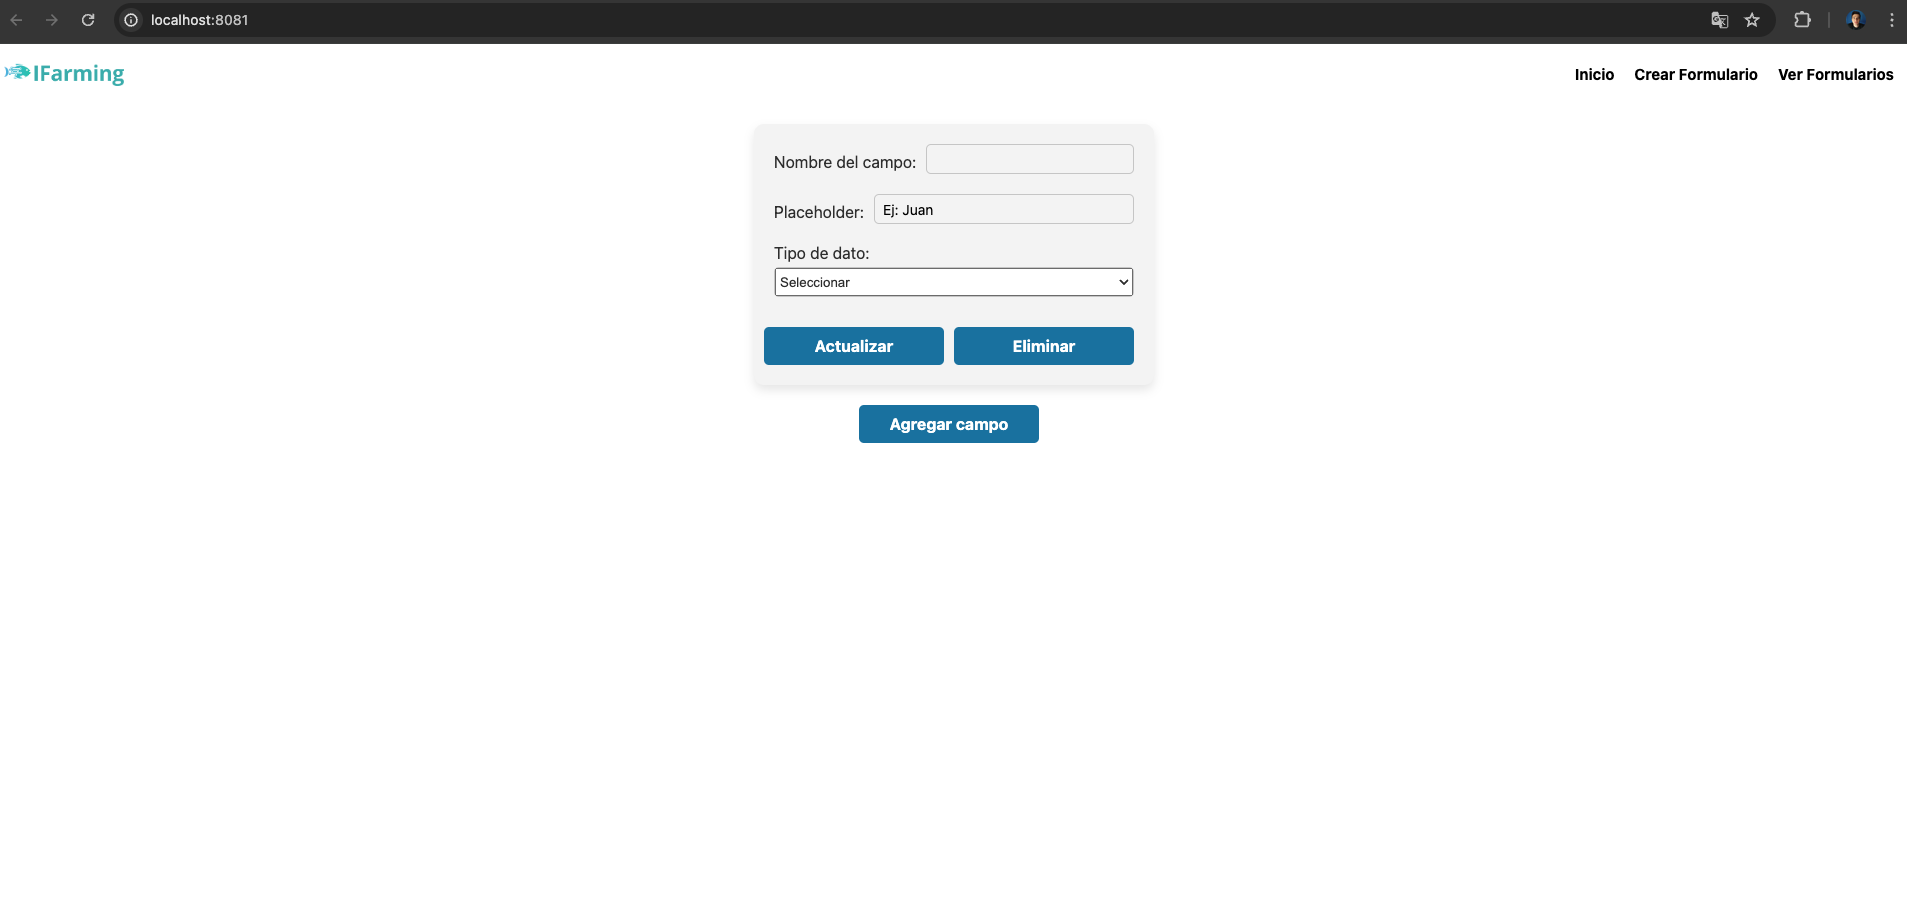 localhost:8081
IFarming
Inicio Crear Formulario Ver Formularios
Nombre del campo:
Placeholder: Ej: Juan
Tipo de dato:
Seleccionar
Actualizar Eliminar
Agregar campo